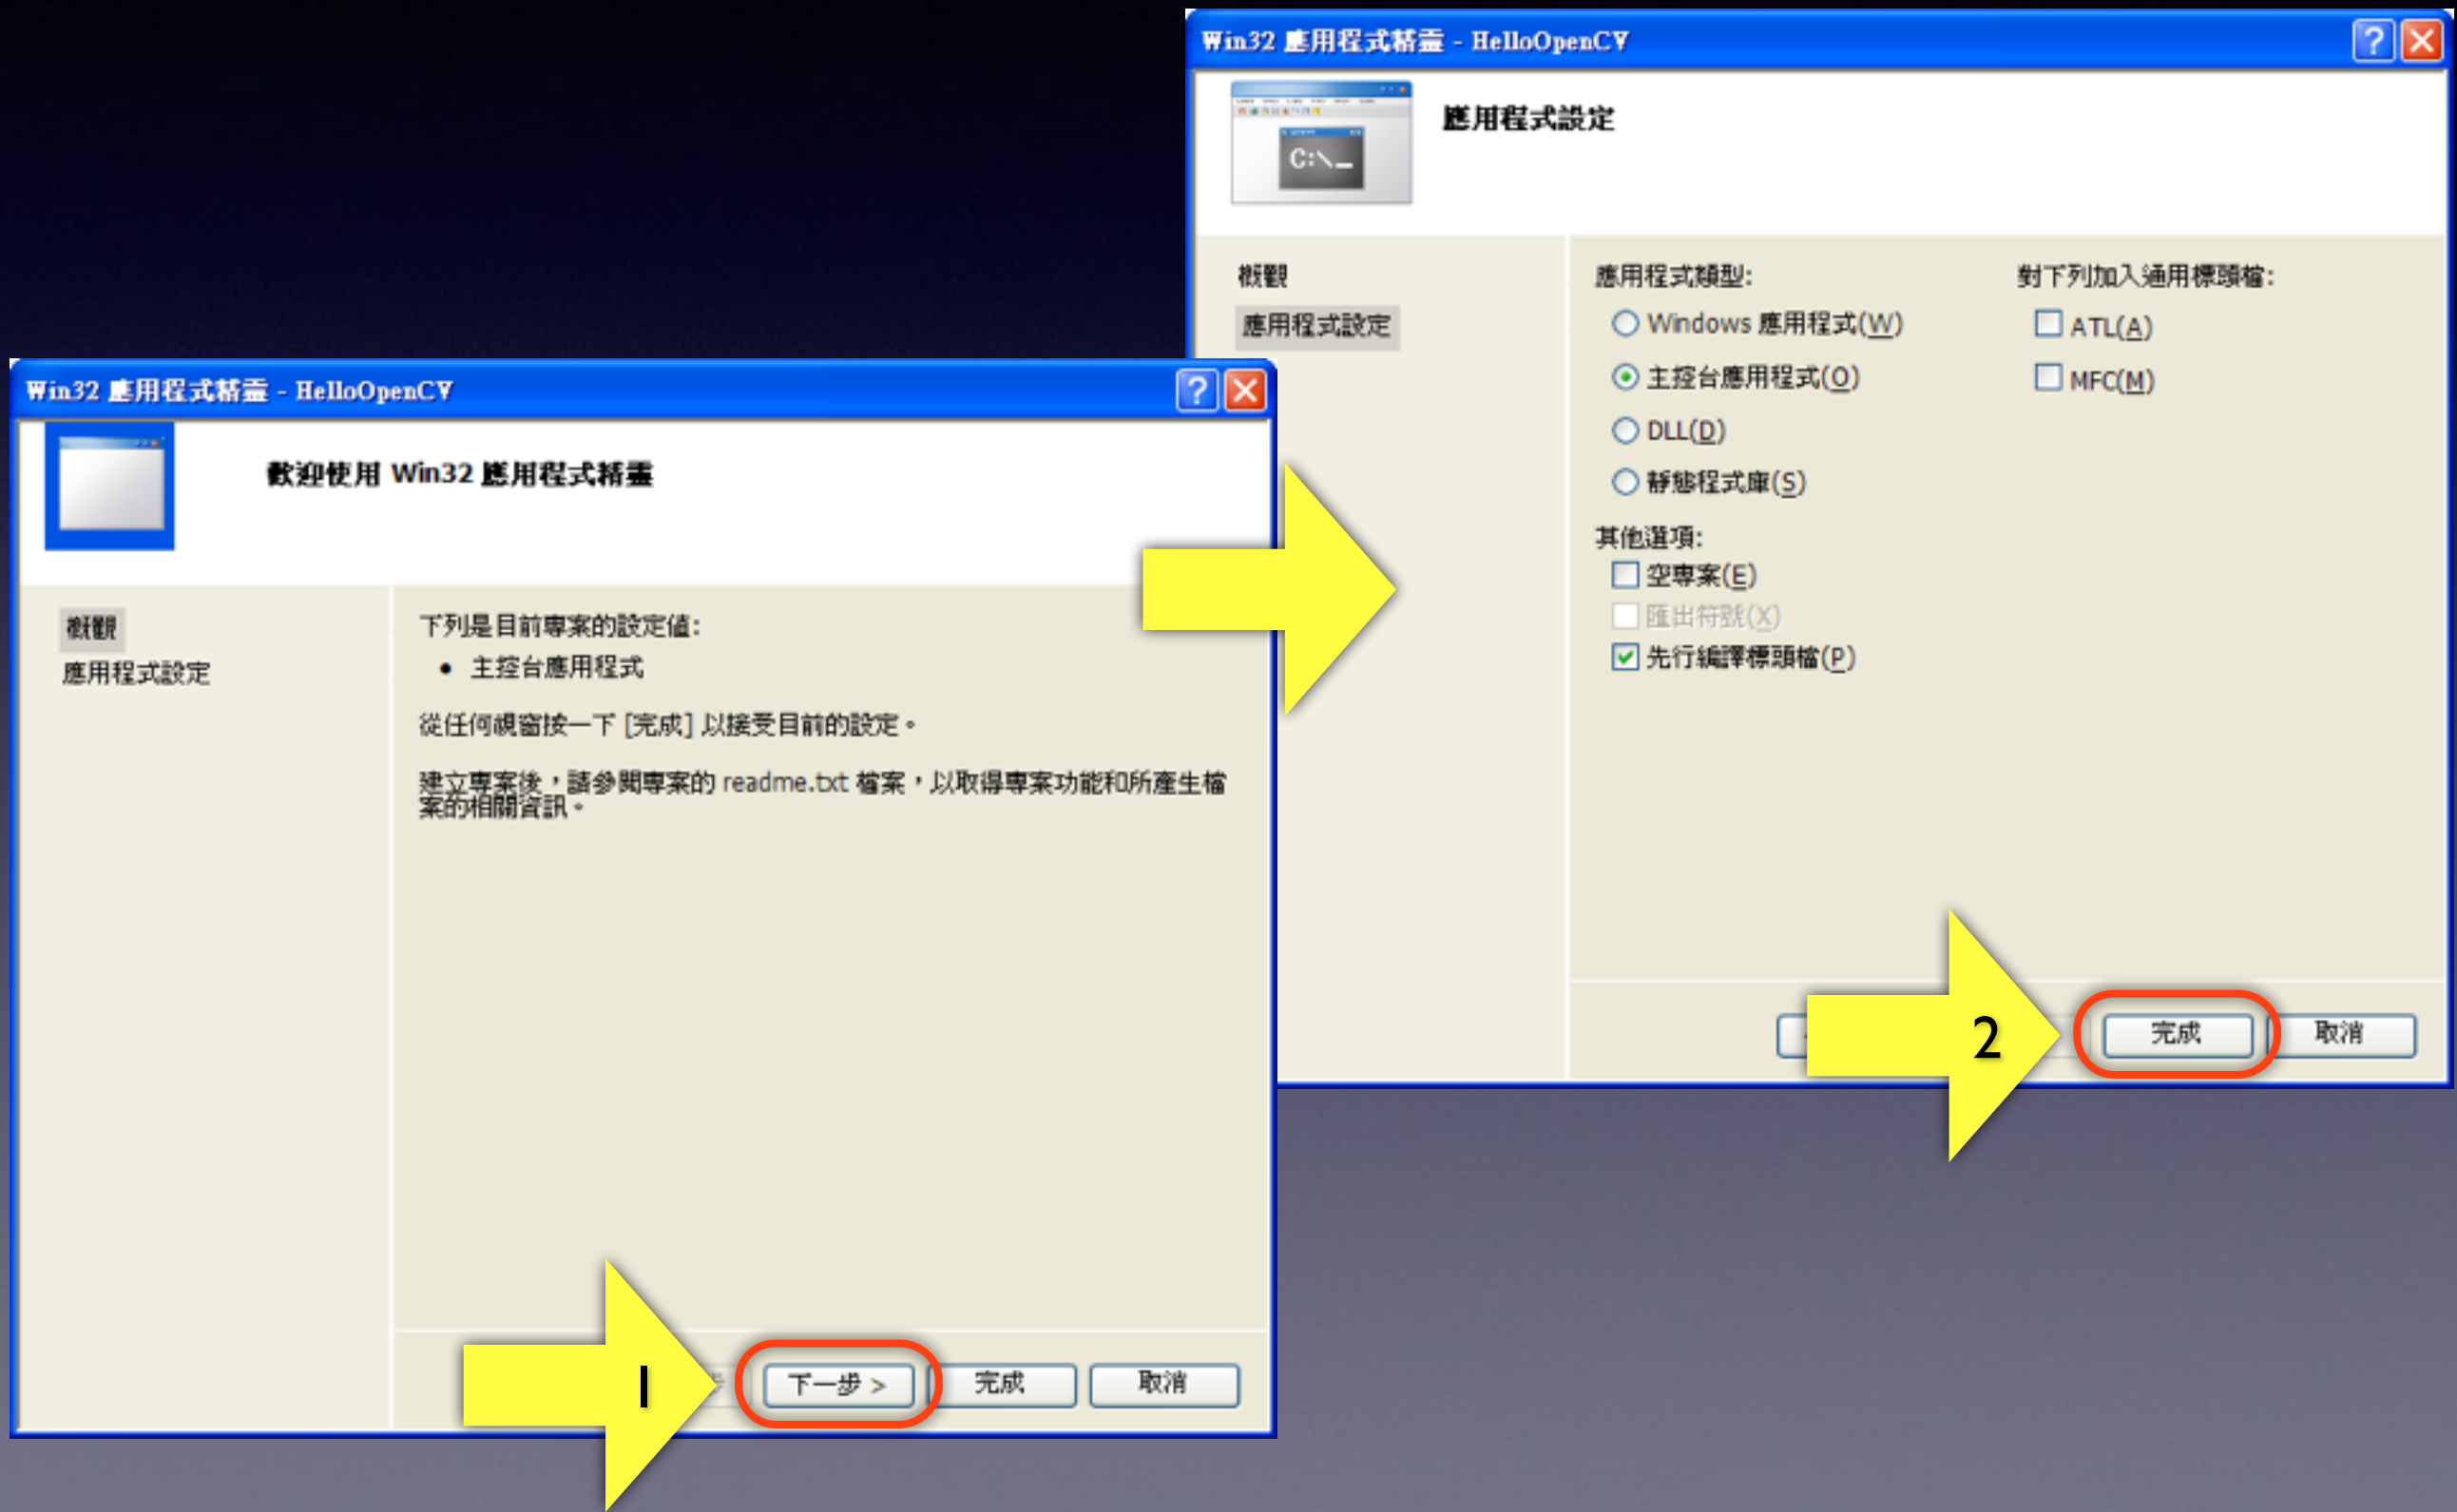 Win32 應用程式精靈 - HelloOpenCV
歡迎使用 Win32 應用程式精靈
概觀
應用程式設定
下列是目前專案的設定值:
• 主控台應用程式
從任何視窗按一下 [完成] 以接受目前的設定。
建立專案後，請參閱專案的 readme.txt 檔案，以取得專案功能和所產生檔
案的相關資訊。
1
下一步 >
完成
取消
Win32 應用程式精靈 - HelloOpenCV
C:\_
應用程式設定
概觀
應用程式設定
應用程式類型:
Windows 應用程式(W)
主控台應用程式(O)
DLL(D)
靜態程式庫(S)
其他選項:
空專案(E)
匯出符號(X)
先行編譯標頭檔(P)
對下列加入通用標頭檔:
ATL(A)
MFC(M)
2
完成
取消